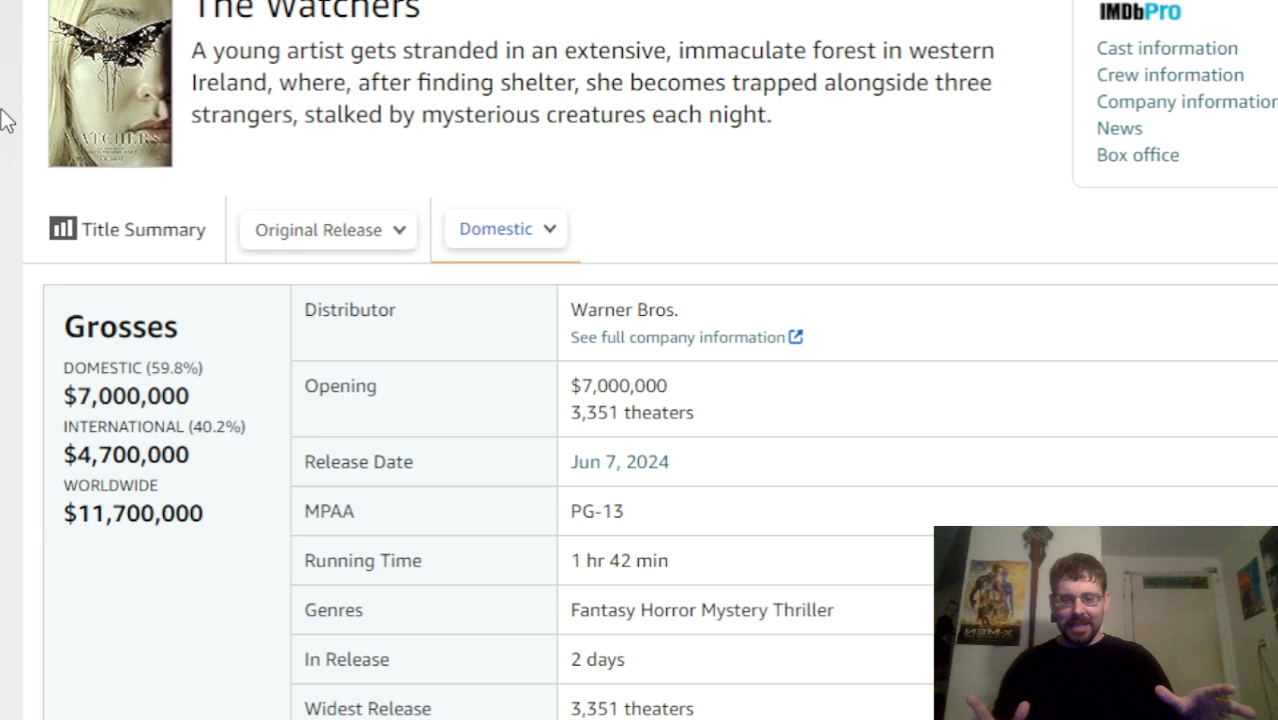 The Watchers
A young artist gets stranded in an extensive, immaculate forest in western
Ireland, where, after finding shelter, she becomes trapped alongside three
strangers, stalked by mysterious creatures each night.
WATCHERS
IMDbPro
Cast information
Crew information
Company information
News
Box office
Title Summary
Original Release
Domestic
Grosses
DOMESTIC (59.8%)
$7,000,000
INTERNATIONAL (40.2%)
$4,700,000
WORLDWIDE
$11,700,000
Distributor
Warner Bros.
See full company information
Opening
$7,000,000
3,351 theaters
Release Date
Jun 7, 2024
MPAA
PG-13
Running Time
1 hr 42 min
Genres
Fantasy Horror Mystery Thriller
In Release
2 days
Widest Release
3,351 theaters
X-MEN